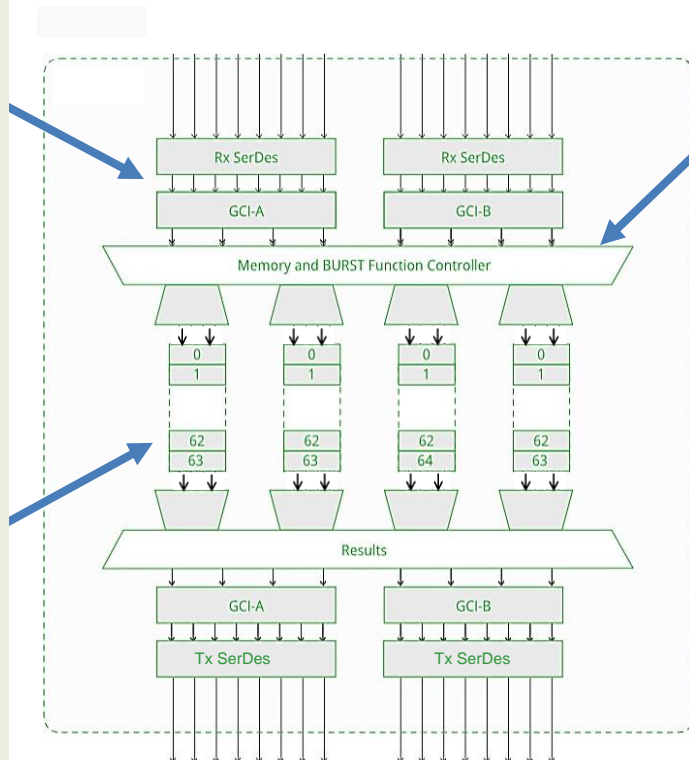 Rx SerDes Rx SerDes
GCI-A GCI-B
Memory and BURST Function Controller
0 0 0 0
1 1 1 1
62 62 62 62
63 63 64 63
Results
GCI-A GCI-B
Tx SerDes Tx SerDes